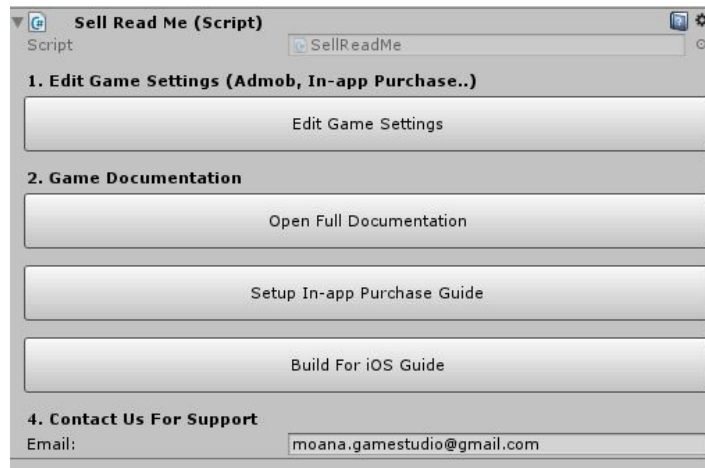 Sell Read Me (Script)
Script SellReadMe
1. Edit Game Settings (Admob, In-app Purchase..)
Edit Game Settings
2. Game Documentation
Open Full Documentation
Setup In-app Purchase Guide
Build For iOS Guide
4. Contact Us For Support
Email: moana.gamestudio@gmail.com